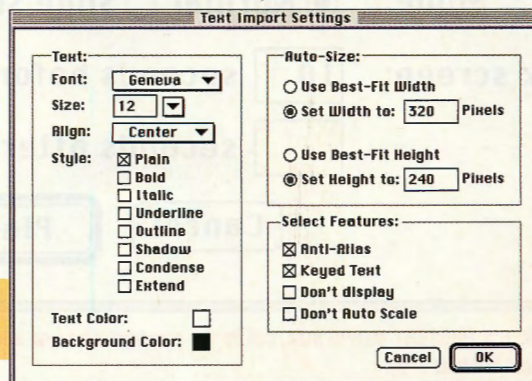 Text Import Settings
Text:
Font: Geneva
Size: 12
Align: Center
Style: Plain
Bold
Italic
Underline
Outline
Shadow
Condense
Extend
Text Color:
Background Color:
Auto-Size:
Use Best-Fit Width
Set Width to: 320 Pixels
Use Best-Fit Height
Set Height to: 240 Pixels
Select Features:
Anti-Alias
Keyed Text
Don't display
Don't Auto Scale
Cancel OK